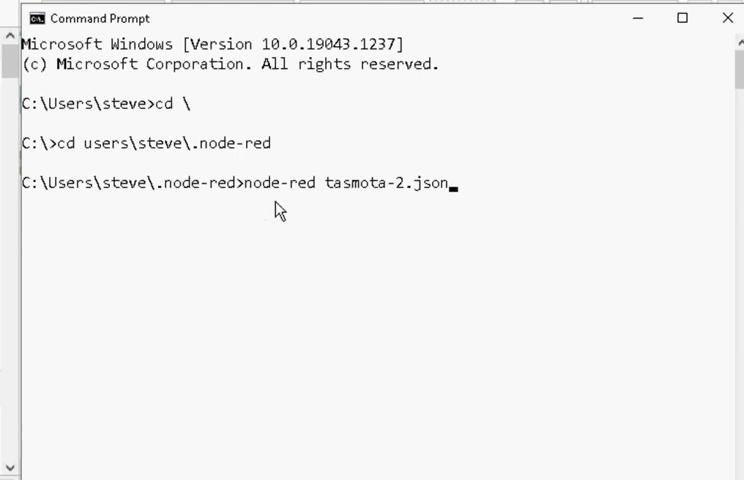 Command Prompt
Microsoft Windows [Version 10.0.19043.1237]
(c) Microsoft Corporation. All rights reserved.
C:\Users\steve>cd \
C:\>cd users\steve\.node-red
C:\Users\steve\.node-red>node-red tasmota-2.json